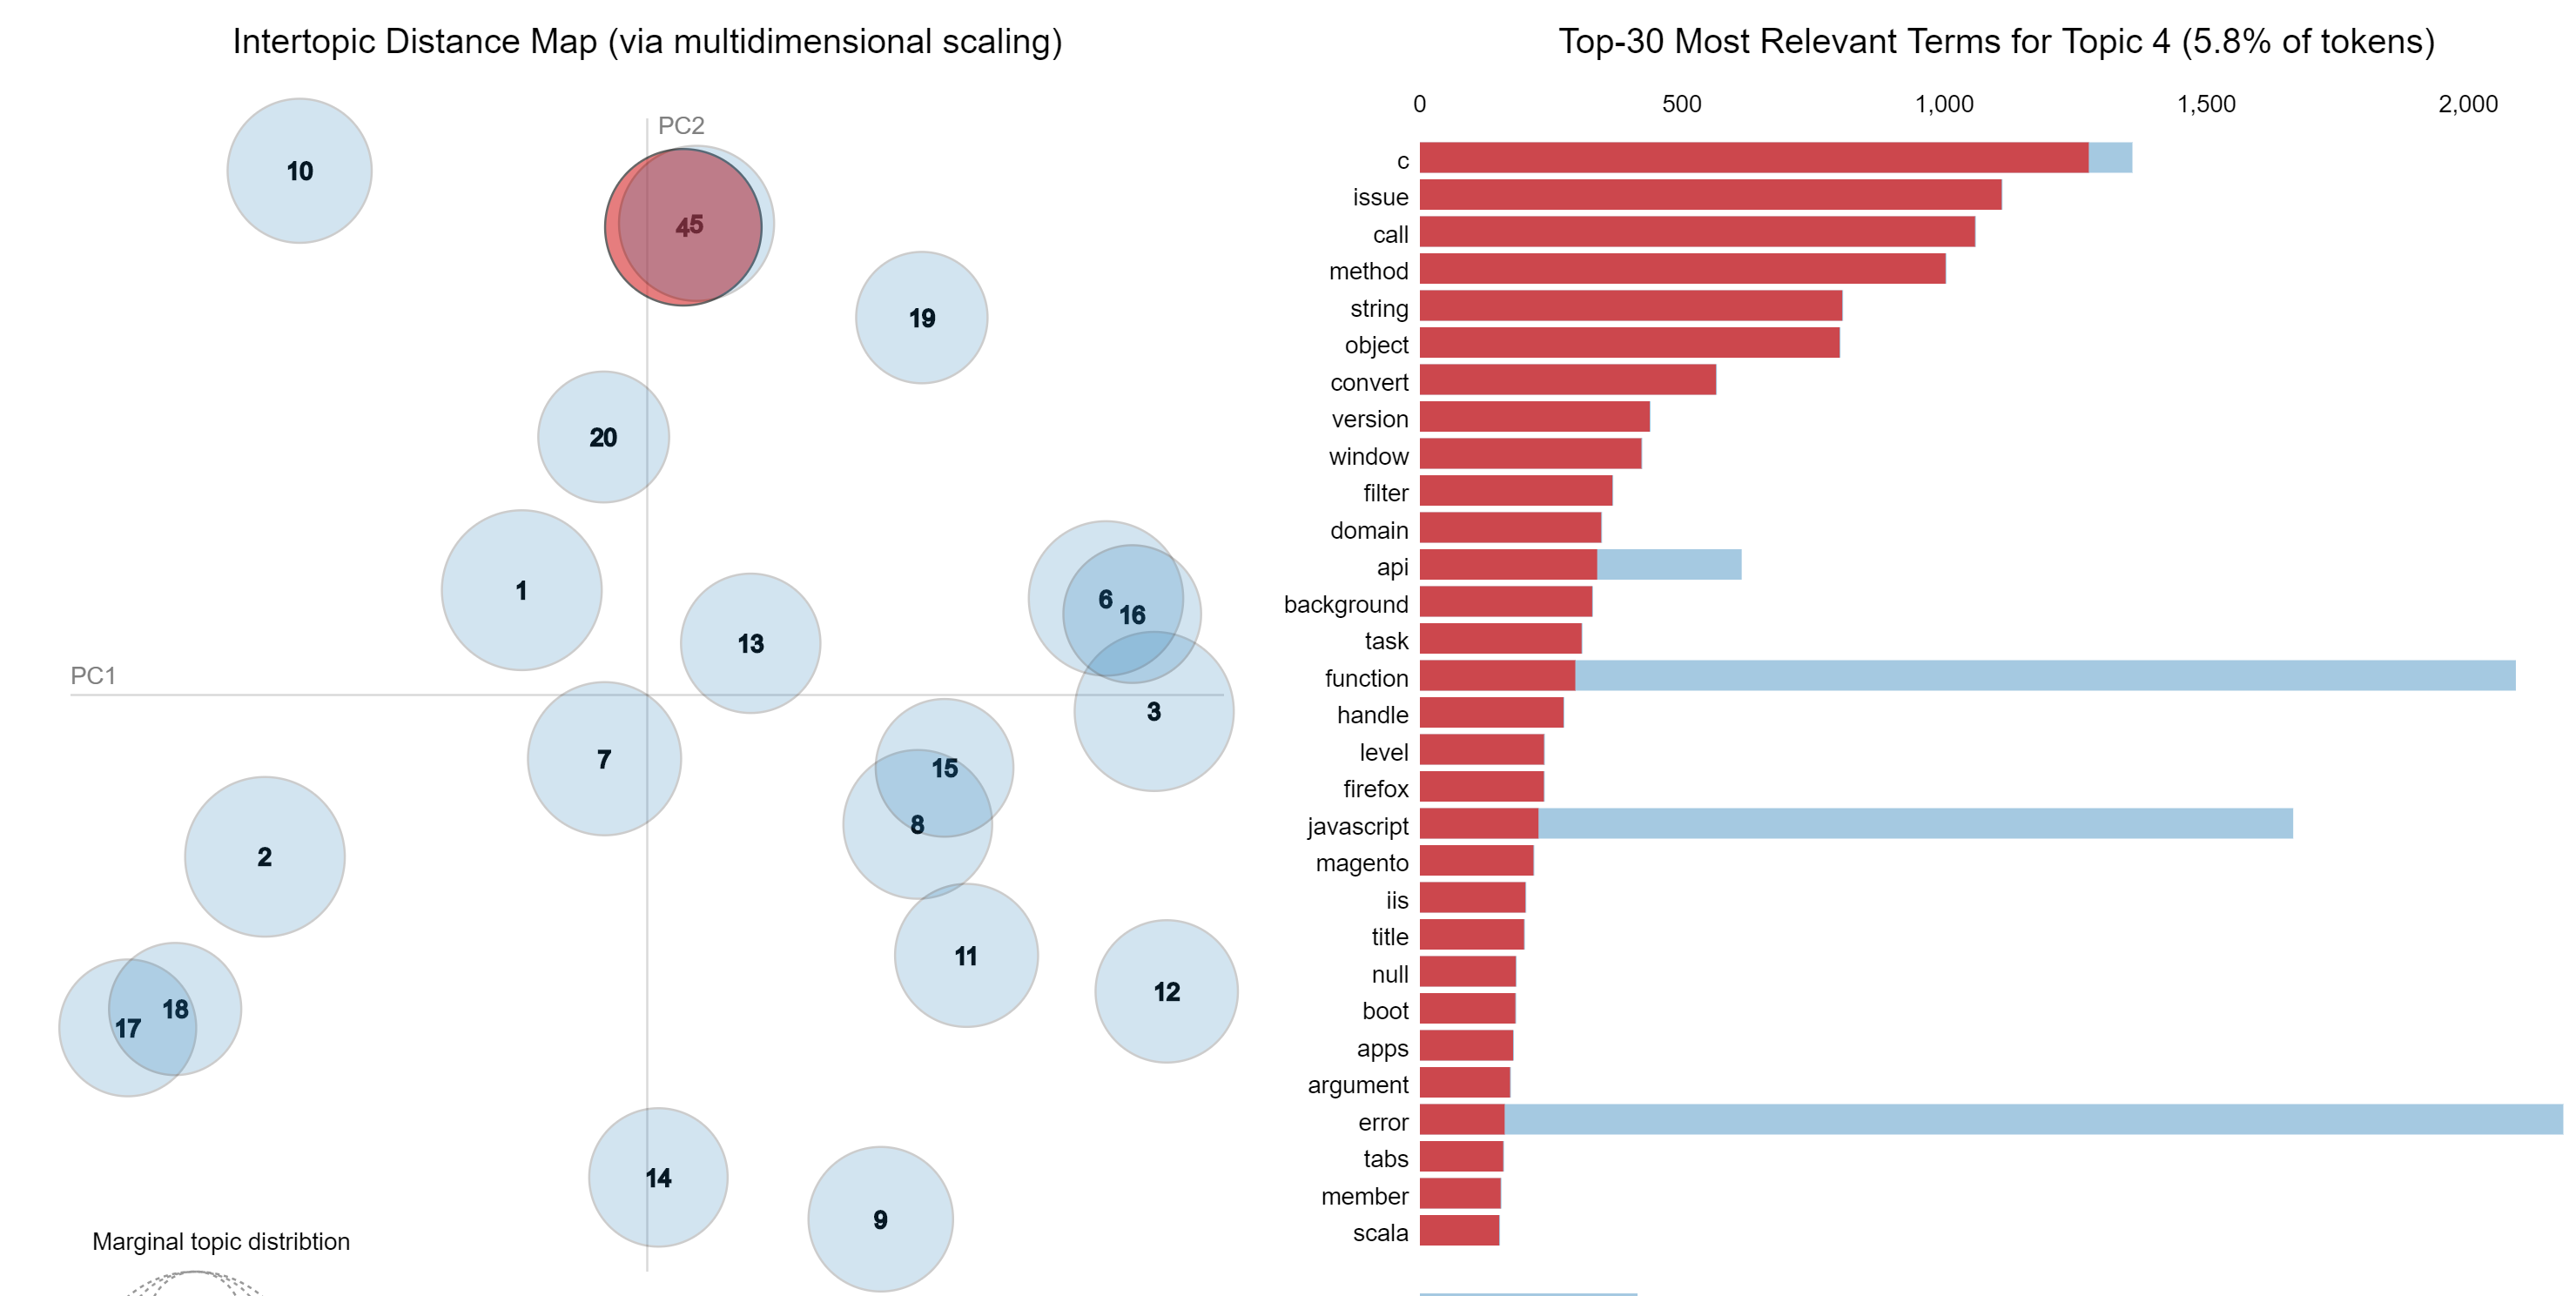 Intertopic Distance Map (via multidimensional scaling)
PC2
10
45
19
20
1
13
6
16
PC1
3
7
15
8
2
11
12
18
17
14
9
Marginal topic distribtion
Top-30 Most Relevant Terms for Topic 4 (5.8% of tokens)
0 500 1,000 1,500 2,000
c
issue
call
method
string
object
convert
version
window
filter
domain
api
background
task
function
handle
level
firefox
javascript
magento
iis
title
null
boot
apps
argument
error
tabs
member
scala